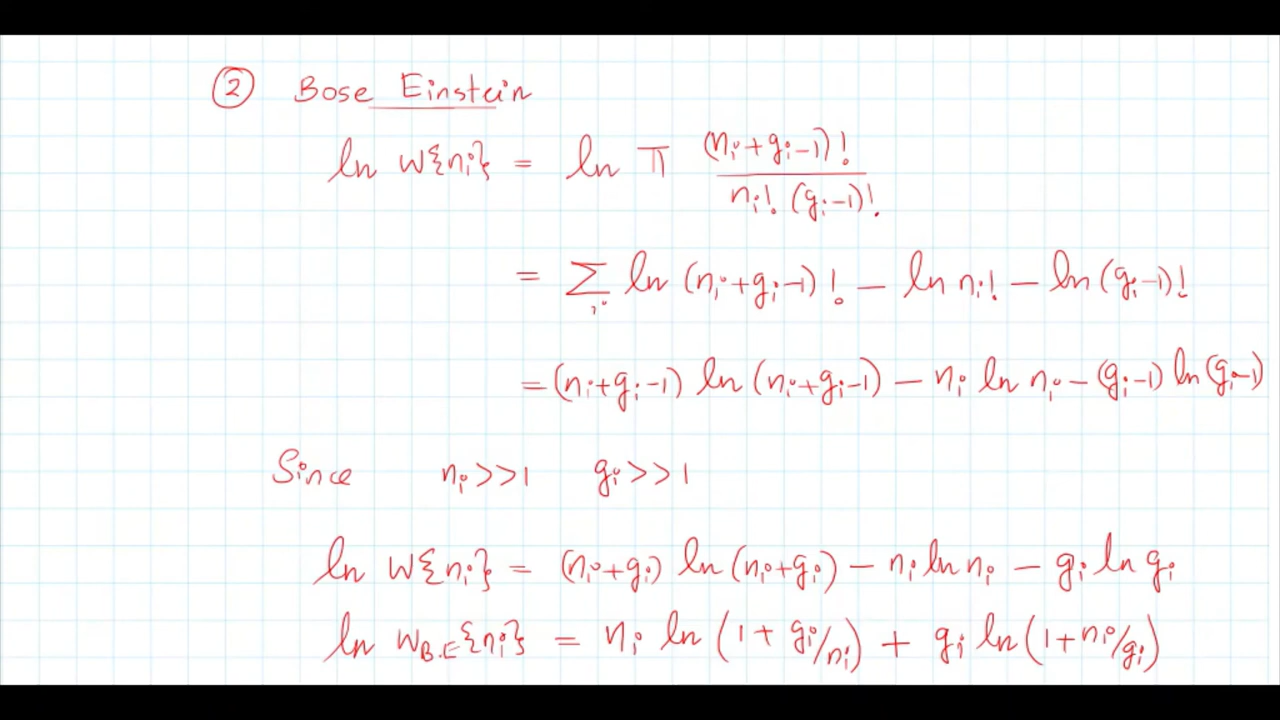 ② Bose Einstein
ln W{nᵢ} = ln Π (nᵢ+gᵢ-1)! / nᵢ! (gᵢ-1)!
= Σᵢ ln (nᵢ+gᵢ-1)! - ln nᵢ! - ln (gᵢ-1)!
= (nᵢ+gᵢ-1) ln (nᵢ+gᵢ-1) - nᵢ ln nᵢ - (gᵢ-1) ln (gᵢ-1)
Since nᵢ>>1 gᵢ>>1
ln W{nᵢ} = (nᵢ+gᵢ) ln (nᵢ+gᵢ) - nᵢ ln nᵢ - gᵢ ln gᵢ
ln W_B.E{nᵢ} = nᵢ ln (1 + gᵢ/nᵢ) + gᵢ ln (1+nᵢ/gᵢ)